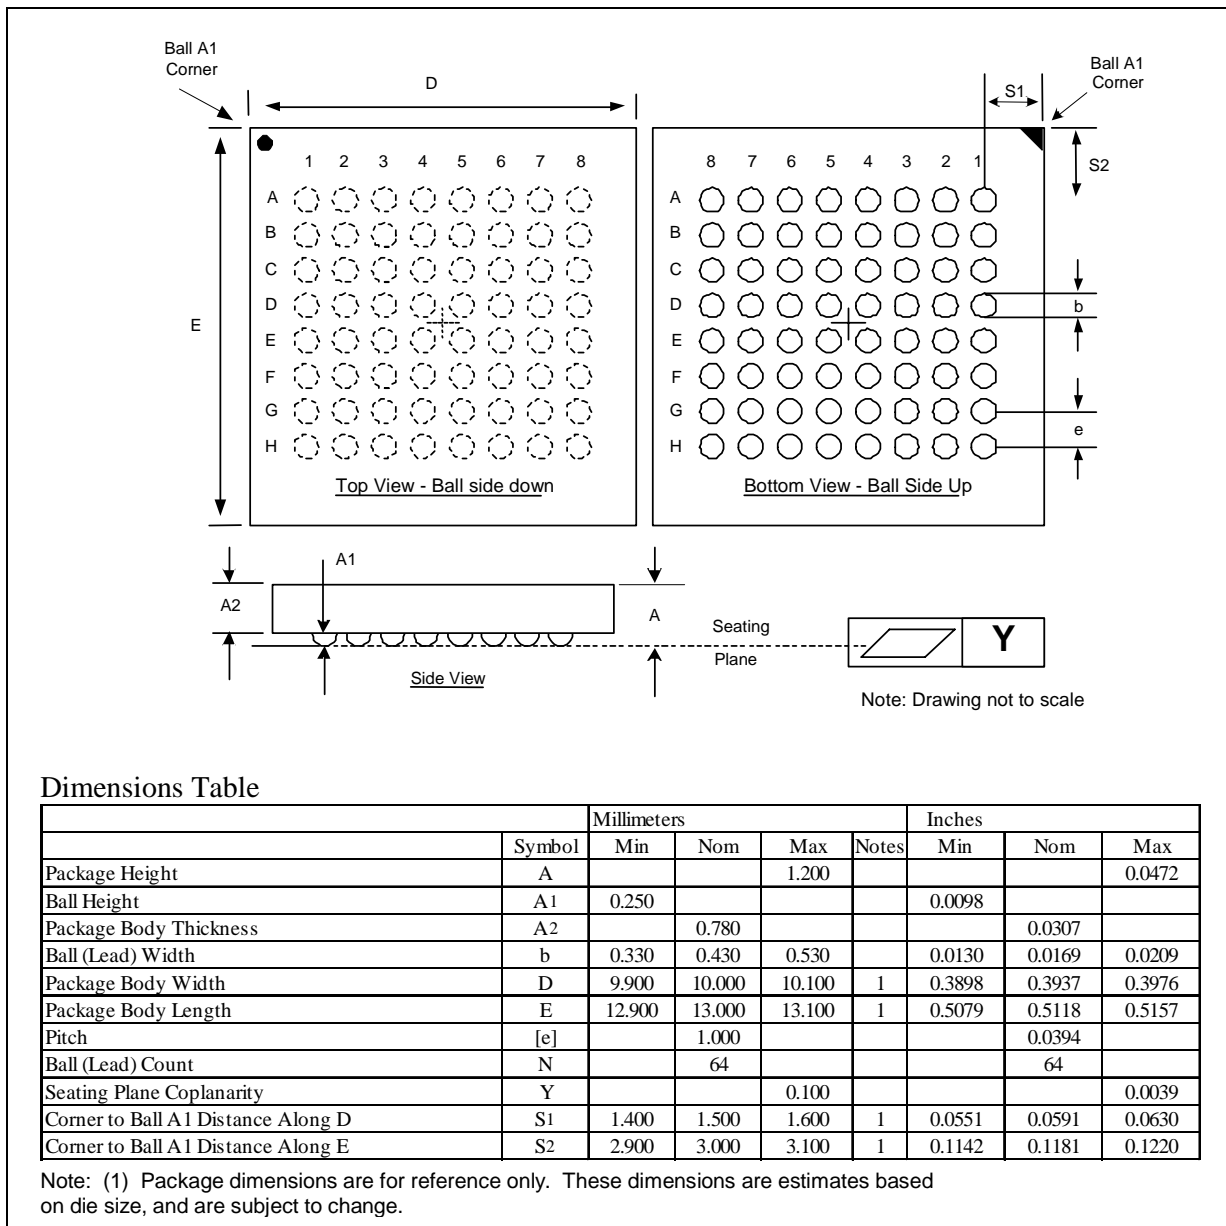 Ball A1
Corner
D
S1
Ball A1
Corner
S2
1 2 3 4 5 6 7 8
A
B
C
D
E
F
G
H
E
Top View - Ball side down
8 7 6 5 4 3 2 1
A
B
C
D
E
F
G
H
b
e
Bottom View - Ball Side Up
A1
A2
A
Seating
Plane
Side View
Y
Note: Drawing not to scale
Dimensions Table
Millimeters Inches
Symbol Min Nom Max Notes Min Nom Max
Package Height A 1.200 0.0472
Ball Height A1 0.250 0.0098
Package Body Thickness A2 0.780 0.0307
Ball (Lead) Width b 0.330 0.430 0.530 0.0130 0.0169 0.0209
Package Body Width D 9.900 10.000 10.100 1 0.3898 0.3937 0.3976
Package Body Length E 12.900 13.000 13.100 1 0.5079 0.5118 0.5157
Pitch [e] 1.000 0.0394
Ball (Lead) Count N 64 64
Seating Plane Coplanarity Y 0.100 0.0039
Corner to Ball A1 Distance Along D S1 1.400 1.500 1.600 1 0.0551 0.0591 0.0630
Corner to Ball A1 Distance Along E S2 2.900 3.000 3.100 1 0.1142 0.1181 0.1220
Note: (1) Package dimensions are for reference only. These dimensions are estimates based
on die size, and are subject to change.